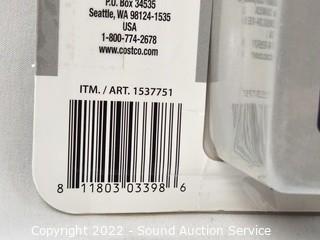 P.O. Box 34535
Seattle, WA 98124-1535
USA
1-800-774-2678
www.costco.com
ITM. / ART. 1537751
8 11803 03398 6
Copyright 2022 - Sound Auction Service